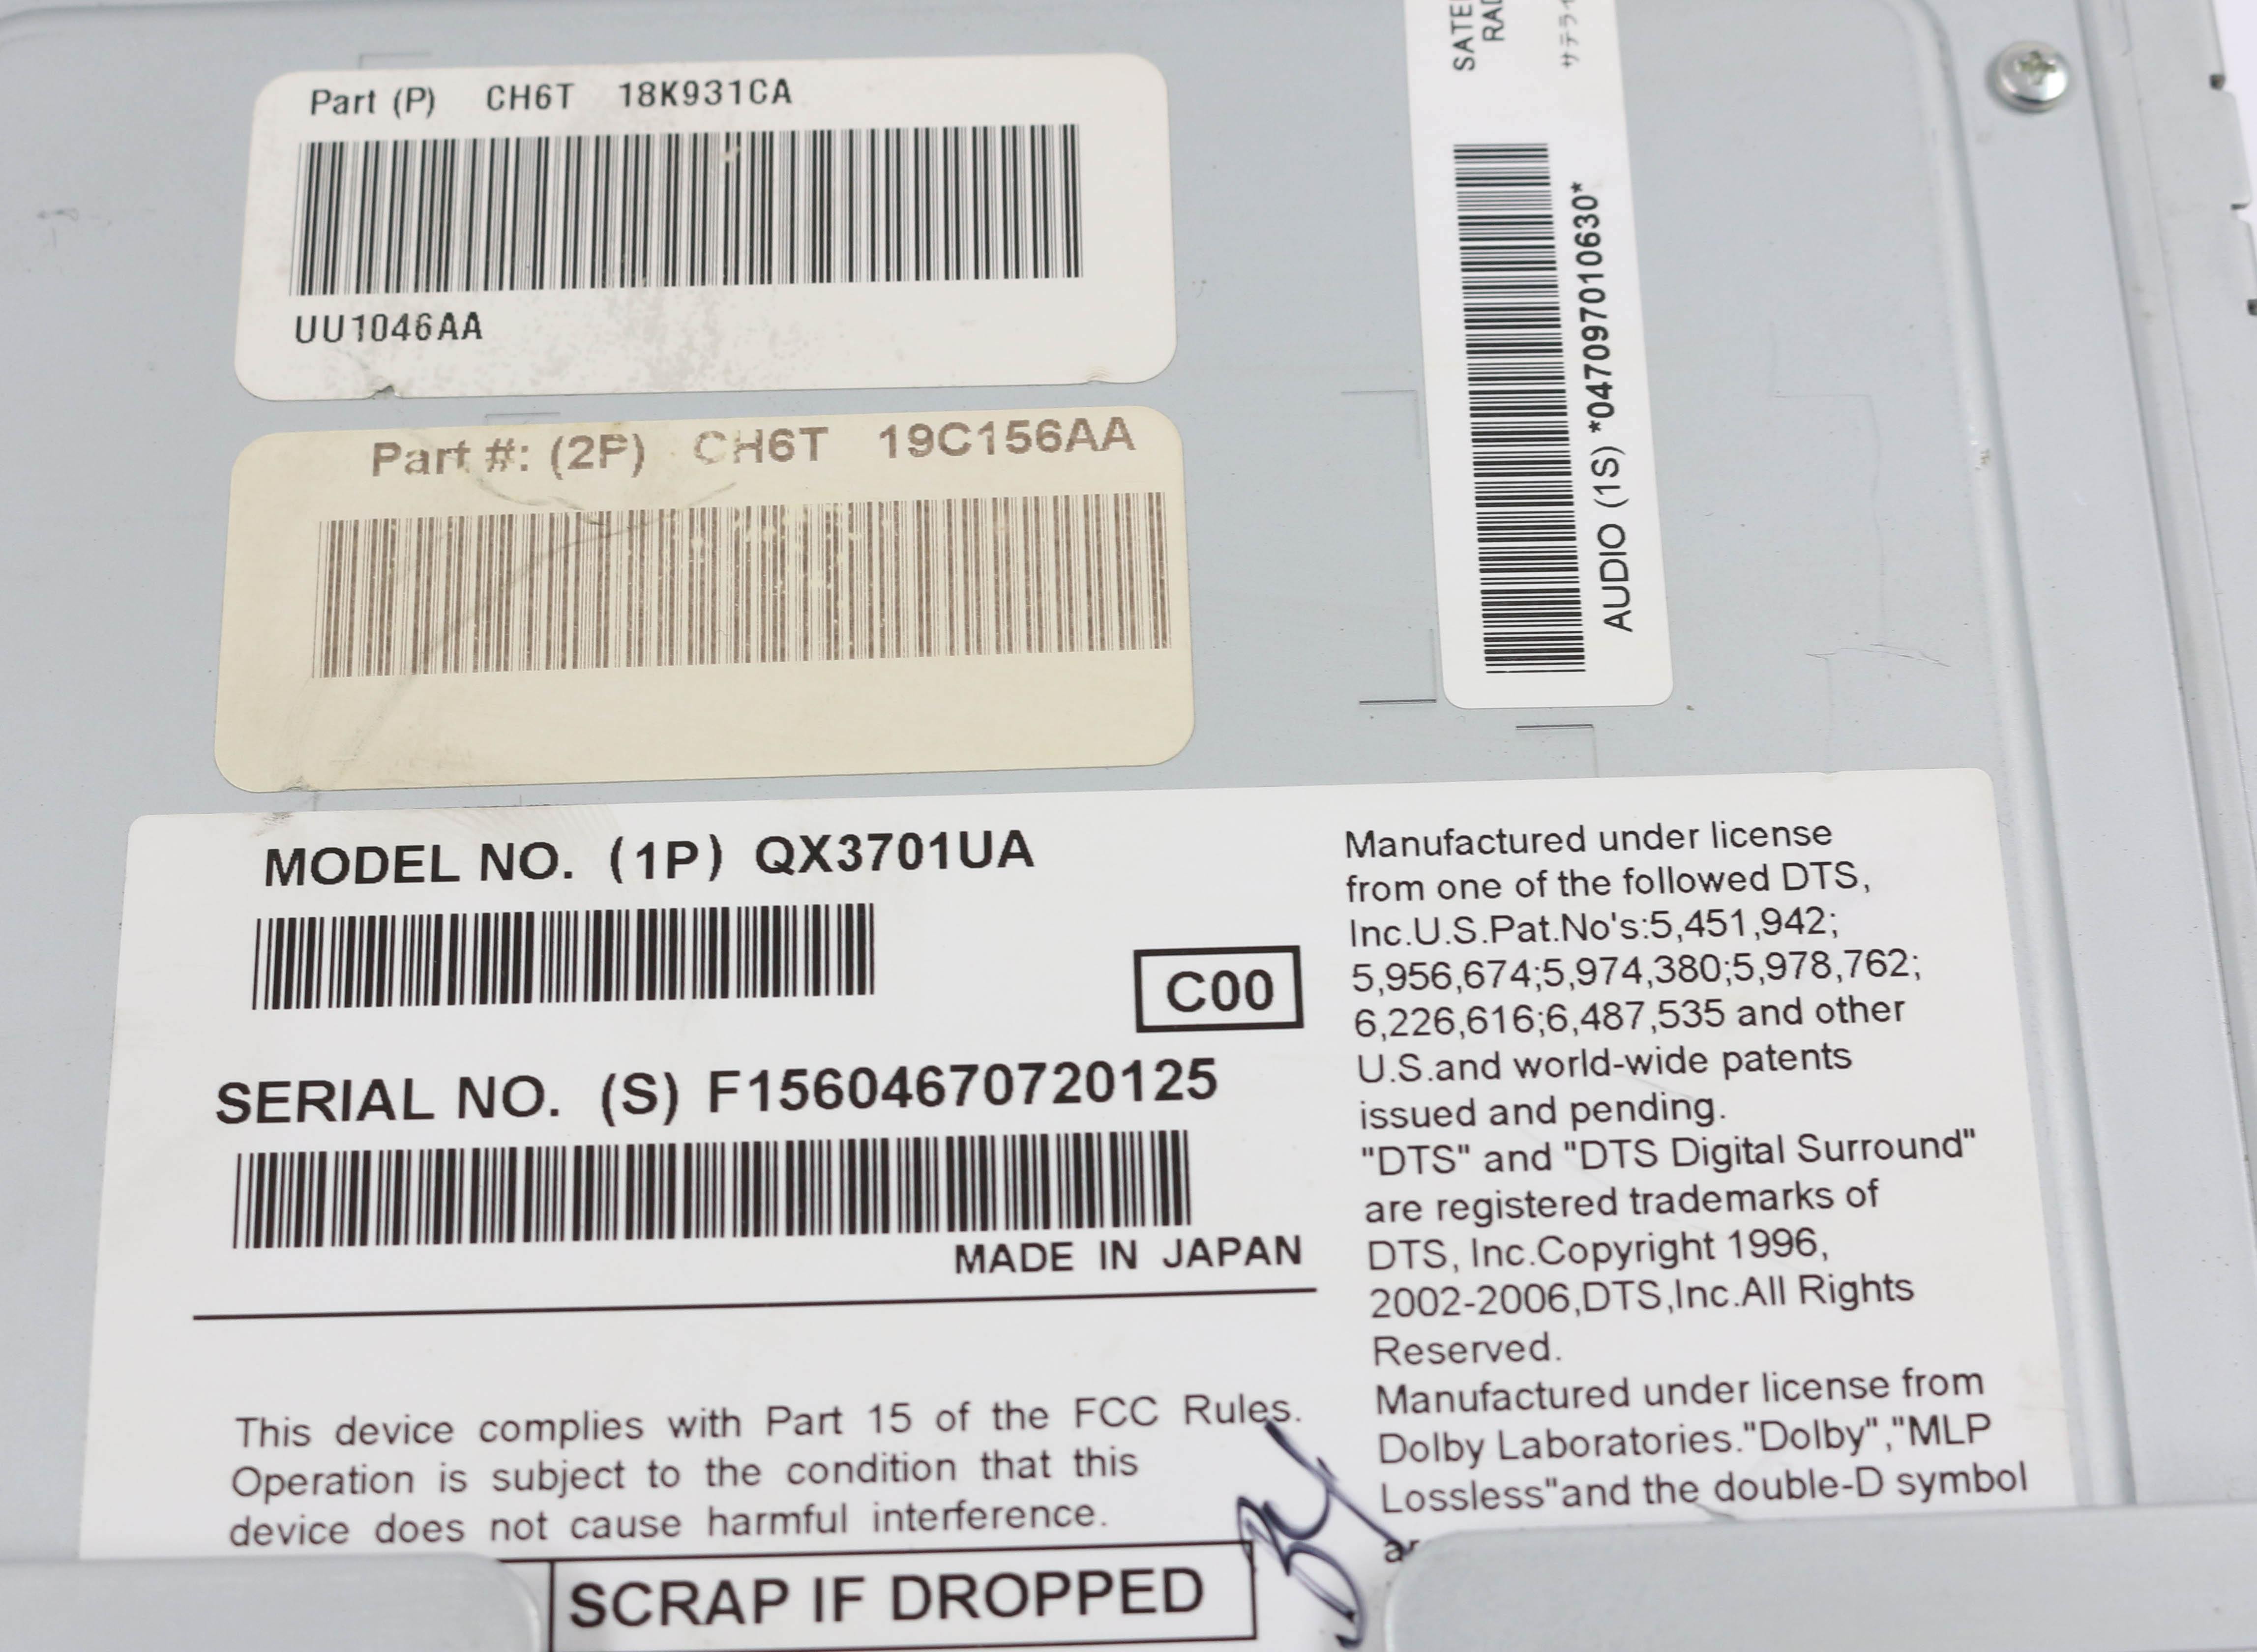 Part (P) CH6T 18K931CA
UU1046AA
Part #: (2P) CH6T 19C156AA
AUDIO (1S) *04709701063​0*
MODEL NO. (1P) QX3701UA
C00
SERIAL NO. (S) F15604670720125
MADE IN JAPAN
This device complies with Part 15 of the FCC Rules.
Operation is subject to the condition that this
device does not cause harmful interference.
SCRAP IF DROPPED
Manufactured under license
from one of the followed DTS,
Inc.U.S.Pat.No's:5,451,942;
5,956,674;5,974,380;5,978,762;
6,226,616;6,487,535 and other
U.S.and world-wide patents
issued and pending.
"DTS" and "DTS Digital Surround"
are registered trademarks of
DTS, Inc.Copyright 1996,
2002-2006,DTS,Inc.All Rights
Reserved.
Manufactured under license from
Dolby Laboratories."Dolby","MLP
Lossless"and the double-D symbol